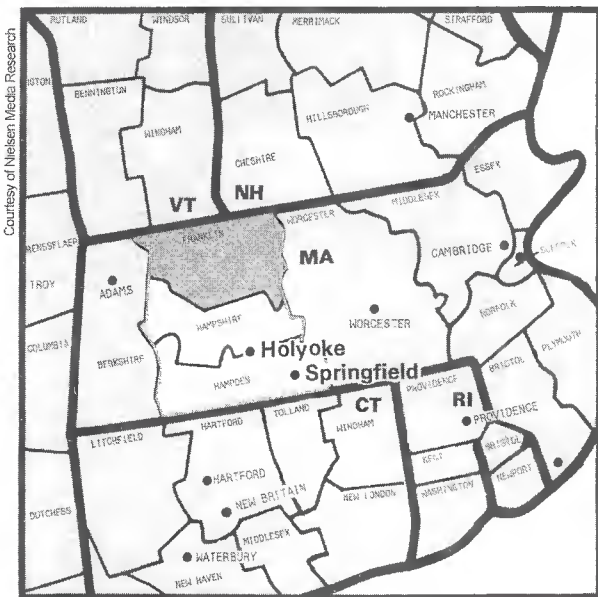 Courtesy of Nielsen Media Research
RUTLAND
WINDSOR
SULLIVAN
MERRIMACK
STRAFFORD
BENNINGTON
ROCKINGHAM
HILLSBOROUGH
MANCHESTER
WINDHAM
CHESHIRE
ESSEX
VT
NH
MIDDLESEX
WORCESTER
FRANKLIN
RENSSELAER
MA
CAMBRIDGE
SUFFOLK
TROY
ADAMS
NORFOLK
HAMPSHIRE
WORCESTER
COLUMBIA
BERKSHIRE
Holyoke
PLYMOUTH
BRISTOL
HAMPDEN
Springfield
PROVIDENCE
CT
RI
HARTFORD
TOLLAND
WINDHAM
PROVIDENCE
LITCHFIELD
BRISTOL
KENT
HARTFORD
NEWPORT
WASHINGTON
NEW LONDON
DUTCHESS
NEW BRITAIN
MIDDLESEX
WATERBURY
NEW HAVEN